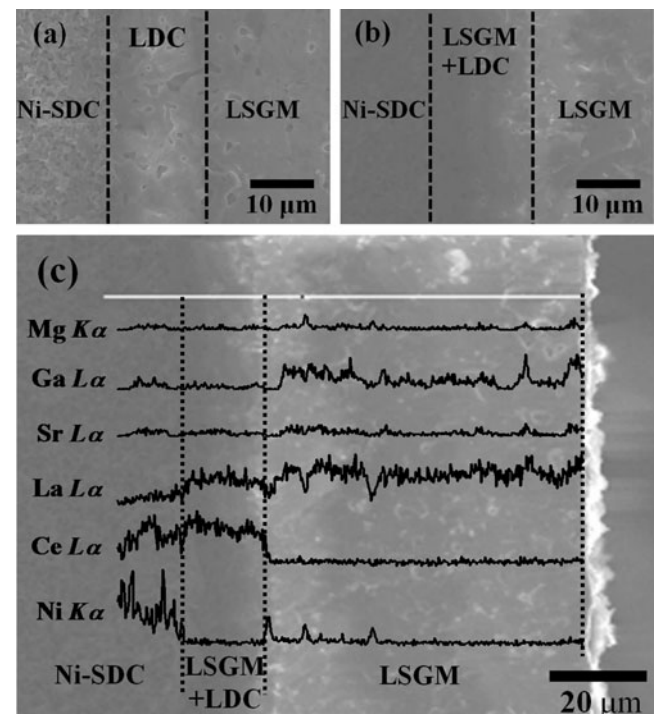 (a)
LDC
Ni-SDC
LSGM
10 μm
(b)
LSGM
+LDC
Ni-SDC
LSGM
10 μm
(c)
Mg Kα
Ga Lα
Sr Lα
La Lα
Ce Lα
Ni Kα
Ni-SDC
LSGM
+LDC
LSGM
20 μm